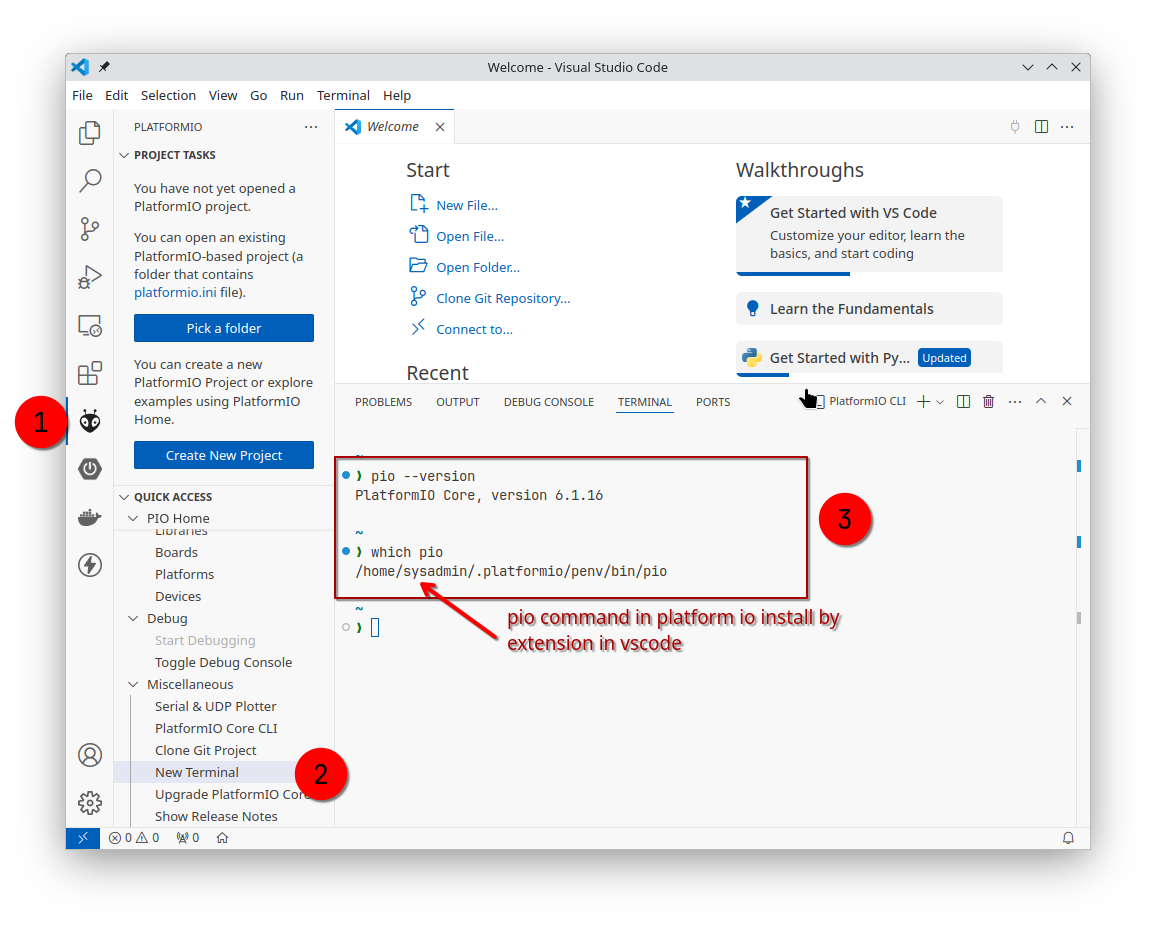 Welcome - Visual Studio Code
File Edit Selection View Go Run Terminal Help
PLATFORMIO
PROJECT TASKS
You have not yet opened a
PlatformIO project.
You can open an existing
PlatformIO-based project (a
folder that contains
platformio.ini file).
Pick a folder
You can create a new
PlatformIO Project or explore
examples using PlatformIO
Home.
Create New Project
1
QUICK ACCESS
PIO Home
Libraries
Boards
Platforms
Devices
Debug
Start Debugging
Toggle Debug Console
Miscellaneous
Serial & UDP Plotter
PlatformIO Core CLI
Clone Git Project
New Terminal
2
Upgrade PlatformIO Core
Show Release Notes
Welcome
Start
New File...
Open File...
Open Folder...
Clone Git Repository...
Connect to...
Recent
Walkthroughs
Get Started with VS Code
Customize your editor, learn the
basics, and start coding
Learn the Fundamentals
Get Started with Py... Updated
PROBLEMS OUTPUT DEBUG CONSOLE TERMINAL PORTS
PlatformIO CLI
~
❯ pio --version
PlatformIO Core, version 6.1.16
~
❯ which pio
/home/sysadmin/.platformio/penv/bin/pio
3
~
❯
pio command in platform io install by
extension in vscode
0 0 0